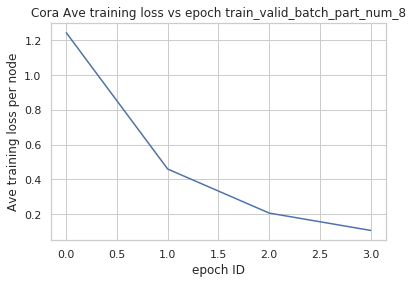 Cora Ave training loss vs epoch train_valid_batch_part_num_8
Ave training loss per node
1.2
1.0
0.8
0.6
0.4
0.2
0.0 0.5 1.0 1.5 2.0 2.5 3.0
epoch ID